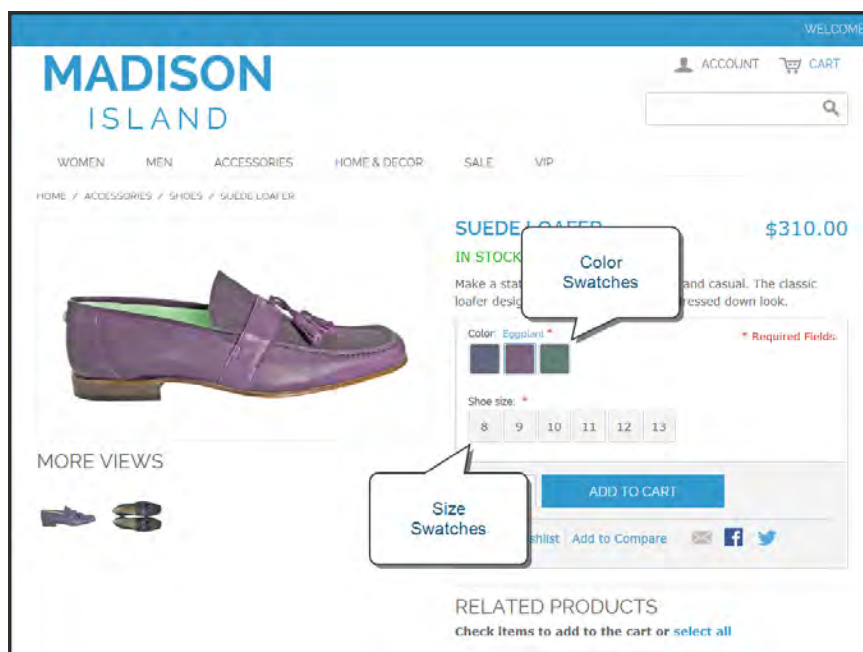 WELCOME
MADISON
ISLAND
ACCOUNT CART
WOMEN MEN ACCESSORIES HOME & DECOR SALE VIP
HOME / ACCESSORIES / SHOES / SUEDE LOAFER
SUEDE LOAFER $310.00
IN STOCK
Color
Swatches
Make a stat and casual. The classic
loafer desig ressed down look.
Color: Eggplant *
* Required Fields
Shoe size: *
8 9 10 11 12 13
MORE VIEWS
Size
Swatches
ADD TO CART
shlist Add to Compare
RELATED PRODUCTS
Check items to add to the cart or select all